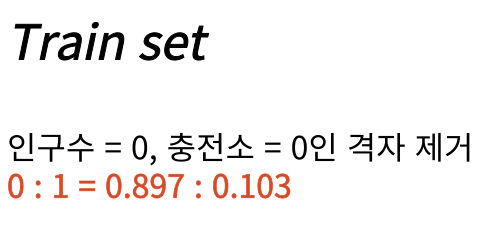 Train set
인구수 = 0, 충전소 = 0인 격자 제거
0 : 1 = 0.897 : 0.103